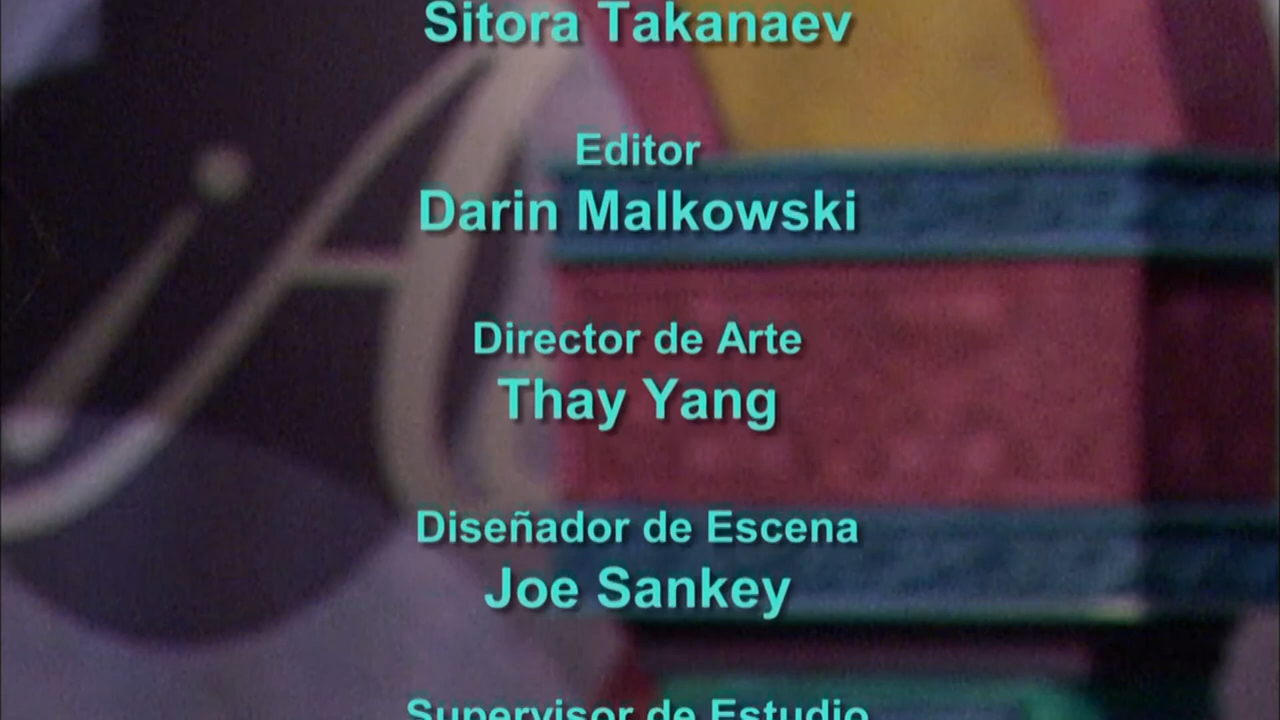 Sitora Takanaev
Editor
Darin Malkowski
Director de Arte
Thay Yang
Diseñador de Escena
Joe Sankey
Supervisor de Estudio